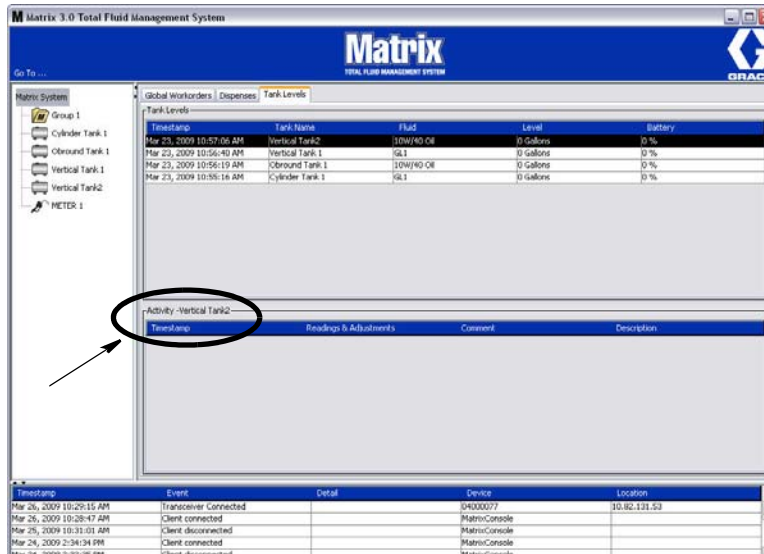 Matrix 3.0 Total Fluid Management System
Matrix
TOTAL FLUID MANAGEMENT SYSTEM
Go To ...
GRAC
Matrix System
Group 1
Cylinder Tank 1
Obround Tank 1
Vertical Tank 1
Vertical Tank2
METER 1
Global Workorders Dispenses Tank Levels
Tank Levels
Timestamp Tank Name Fluid Level Battery
Mar 23, 2009 10:57:06 AM Vertical Tank2 10W/40 Oil 0 Gallons 0 %
Mar 23, 2009 10:56:40 AM Vertical Tank 1 GL1 0 Gallons 0 %
Mar 23, 2009 10:56:19 AM Obround Tank 1 10W/40 Oil 0 Gallons 0 %
Mar 23, 2009 10:55:16 AM Cylinder Tank 1 GL1 0 Gallons 0 %
Activity -Vertical Tank2
Timestamp Readings & Adjustments Comment Description
Timestamp Event Detail Device Location
Mar 26, 2009 10:29:15 AM Transceiver Connected 04000077 10.82.131.53
Mar 26, 2009 10:28:47 AM Client connected MatrixConsole
Mar 25, 2009 10:31:01 AM Client disconnected MatrixConsole
Mar 24, 2009 2:34:34 PM Client connected MatrixConsole
Client disconnected MatrixConsole